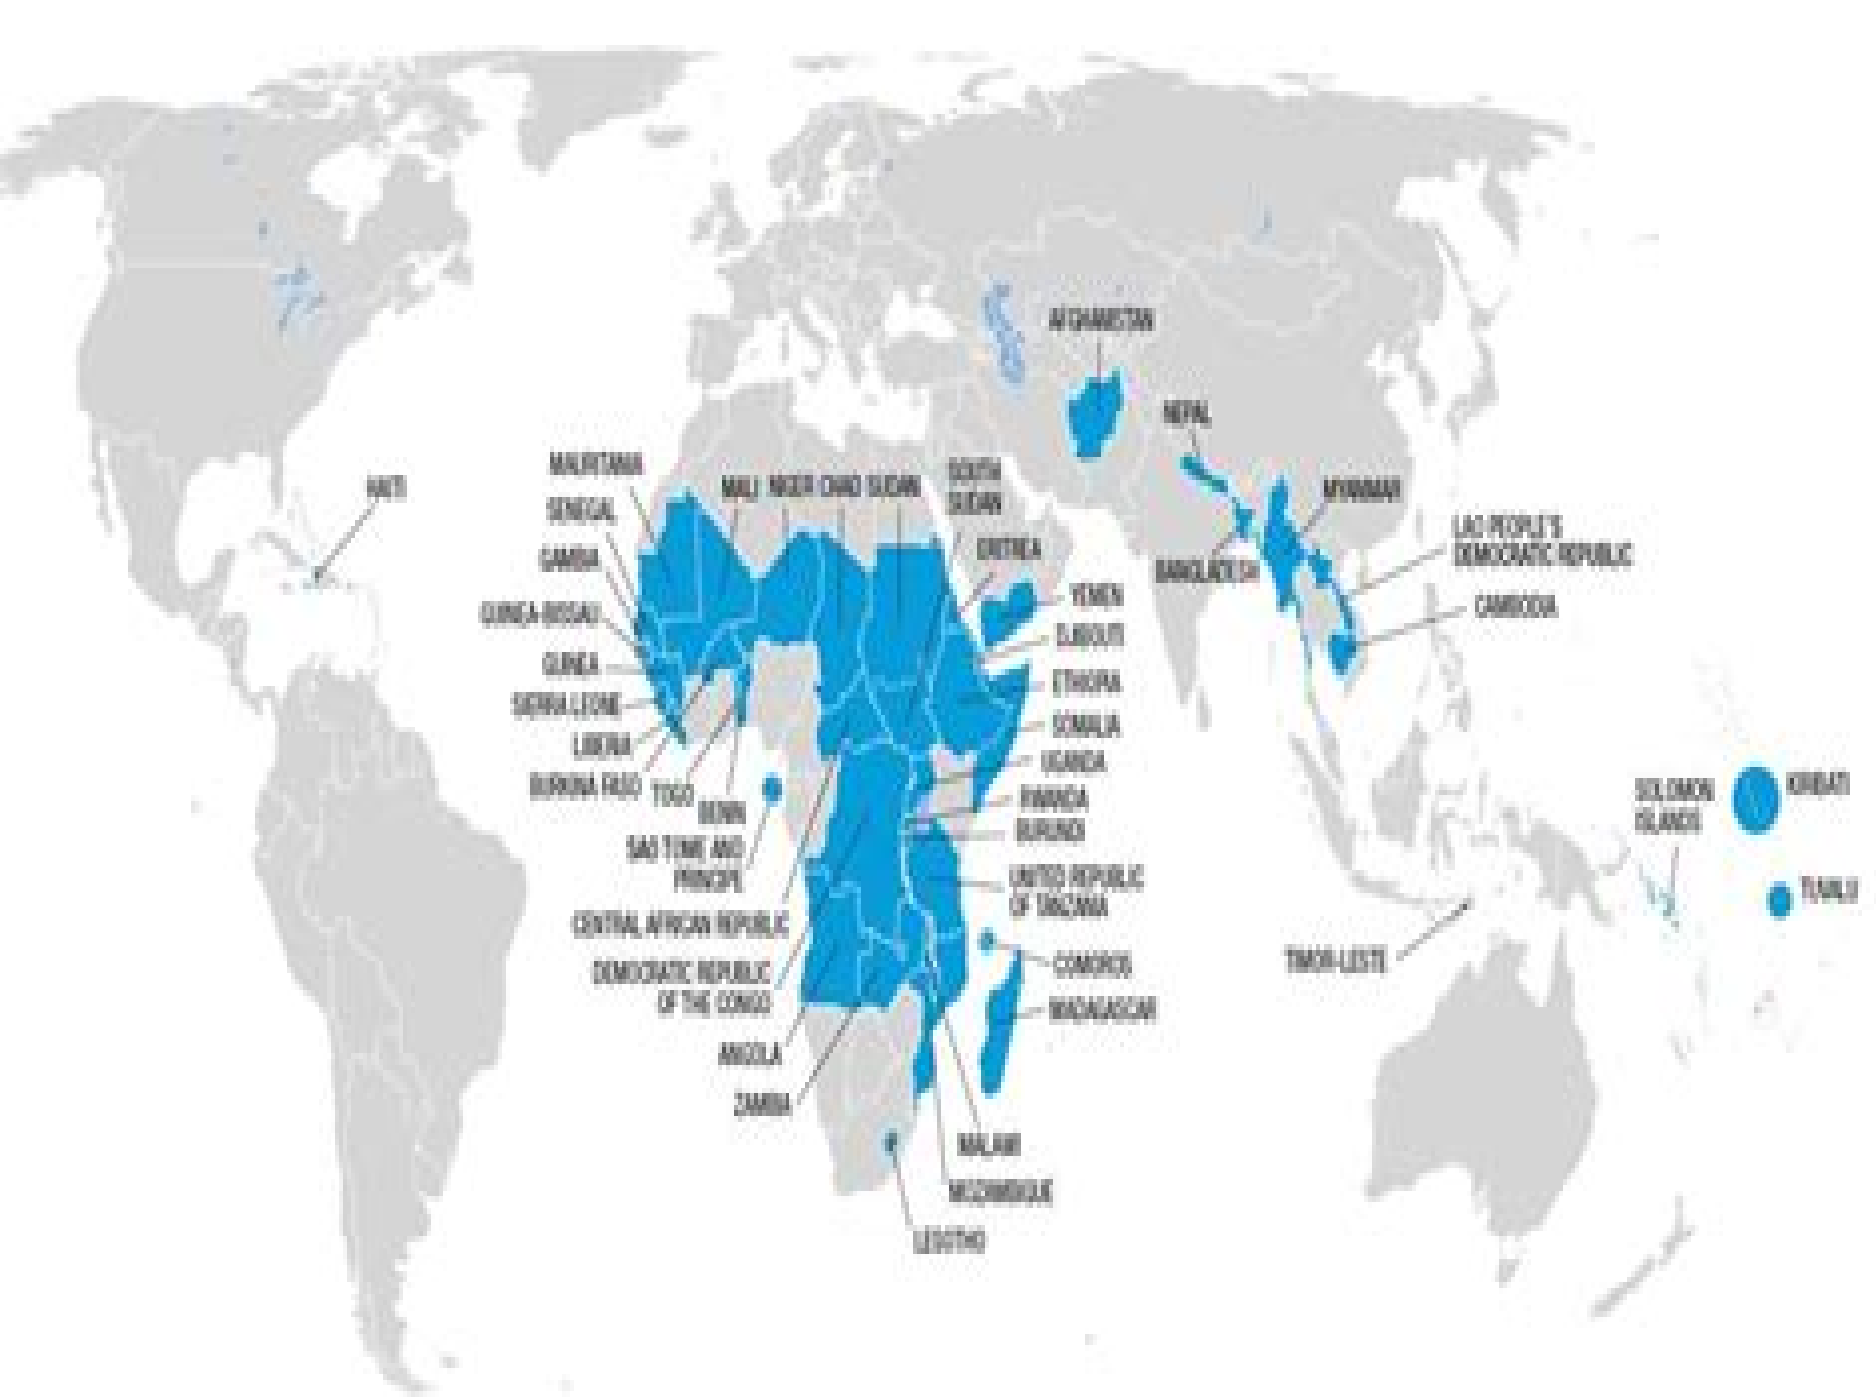 AFGHANISTAN
NEPAL
HAITI
MAURITANIA
MALI NIGER CHAD SUDAN
SOUTH
SUDAN
MYANMAR
SENEGAL
LAO PEOPLE'S
DEMOCRATIC REPUBLIC
GAMBIA
ERITREA
BANGLADESH
YEMEN
CAMBODIA
GUINEA-BISSAU
DJIBOUTI
GUINEA
ETHIOPIA
SIERRA LEONE
SOMALIA
LIBERIA
UGANDA
BURKINA FASO
TOGO
BENIN
RWANDA
BURUNDI
SOLOMON
ISLANDS
KIRIBATI
SAO TOME AND
PRINCIPE
UNITED REPUBLIC
OF TANZANIA
TUVALU
CENTRAL AFRICAN REPUBLIC
COMOROS
TIMOR-LESTE
DEMOCRATIC REPUBLIC
OF THE CONGO
MADAGASCAR
ANGOLA
ZAMBIA
MALAWI
MOZAMBIQUE
LESOTHO